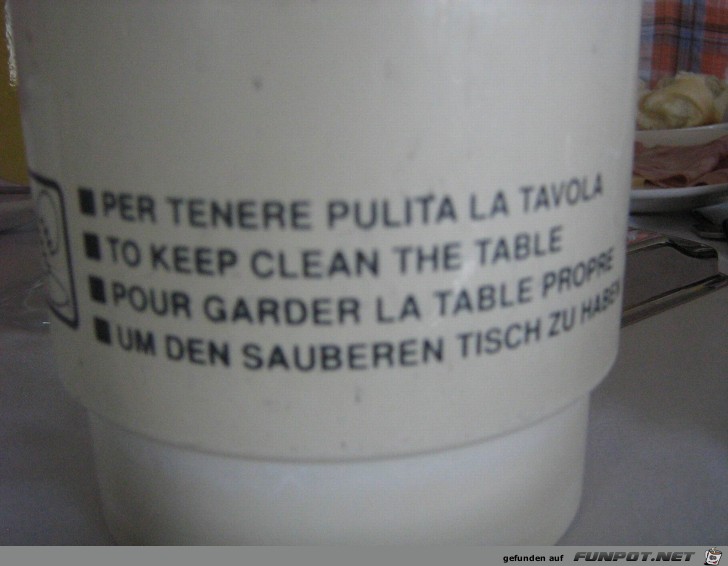 PER TENERE PULITA LA TAVOLA
TO KEEP CLEAN THE TABLE
POUR GARDER LA TABLE PROPRE
UM DEN SAUBEREN TISCH ZU HABEN
gefunden auf FUNPOT.NET